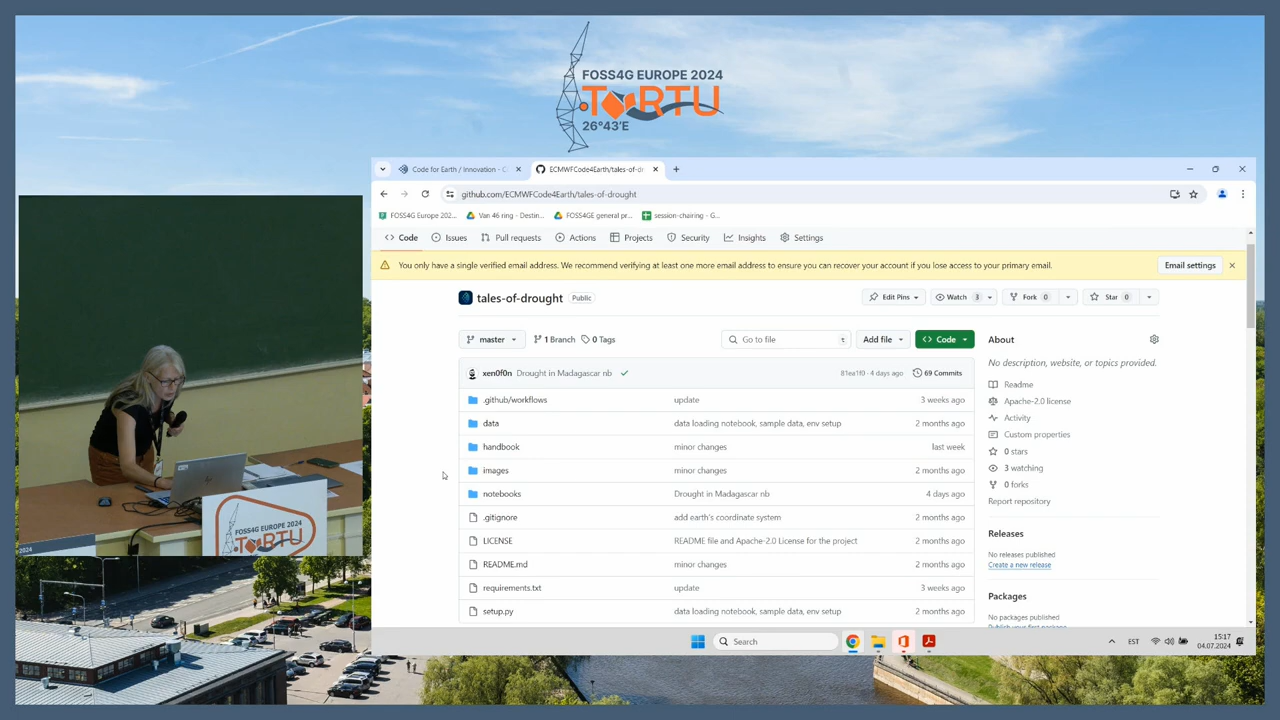 FOSS4G EUROPE 2024
TARTU
26°43'E
Code for Earth / Innovation - C
ECMWFCode4Earth/tales-of-dr
github.com/ECMWFCode4Earth/tales-of-drought
FOSS4G Europe 202...
Van 46 ring - Destin...
FOSS4GE general pr...
session-chairing - G...
Code
Issues
Pull requests
Actions
Projects
Security
Insights
Settings
You only have a single verified email address. We recommend verifying at least one more email address to ensure you can recover your account if you lose access to your primary email.
Email settings
tales-of-drought Public
Edit Pins
Watch 3
Fork 0
Star 0
master
1 Branch
0 Tags
Go to file
t
Add file
Code
About
No description, website, or topics provided.
xen0f0n Drought in Madagascar nb
81ea1f0 · 4 days ago
69 Commits
.github/workflows update 3 weeks ago
data data loading notebook, sample data, env setup 2 months ago
handbook minor changes last week
images minor changes 2 months ago
notebooks Drought in Madagascar nb 4 days ago
.gitignore add earth's coordinate system 2 months ago
LICENSE README file and Apache-2.0 License for the project 2 months ago
README.md minor changes 2 months ago
requirements.txt update 3 weeks ago
setup.py data loading notebook, sample data, env setup 2 months ago
Readme
Apache-2.0 license
Activity
Custom properties
0 stars
3 watching
0 forks
Report repository
Releases
No releases published
Create a new release
Packages
No packages published
Publish your first package
Search
EST
15:17
04.07.2024
FOSS4G EUROPE 2024
TARTU
2024